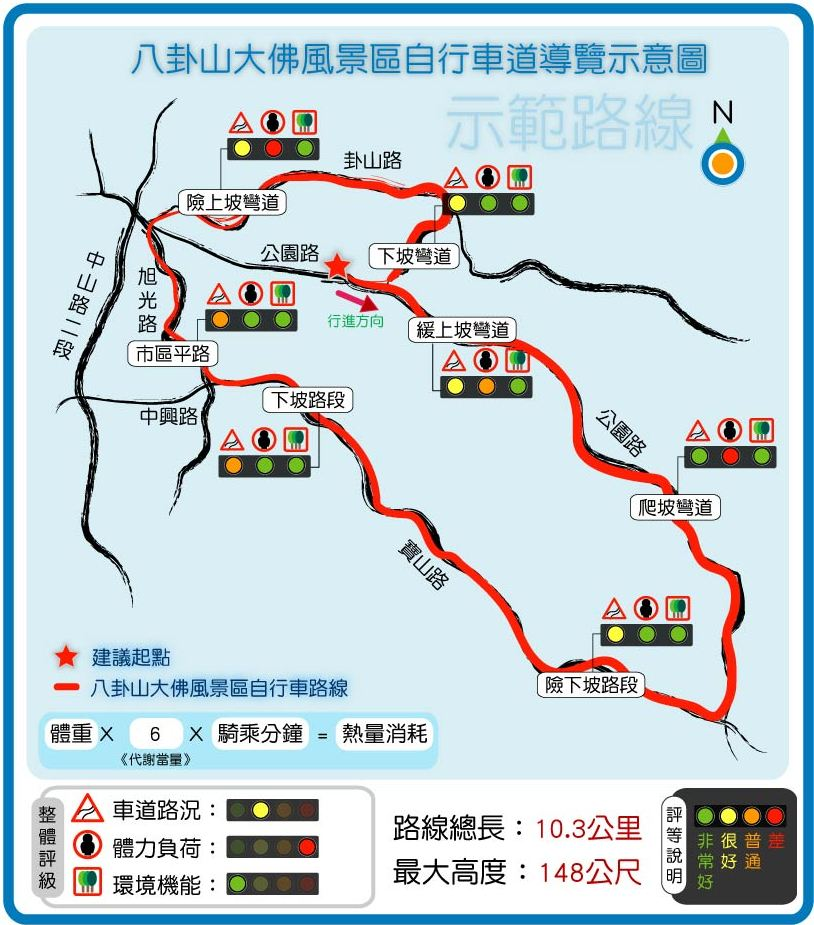 八卦山大佛風景區自行車道導覽示意圖
示範路線
N
卦山路
險上坡彎道
公園路
下坡彎道
中山路二段
旭光路
行進方向
緩上坡彎道
市區平路
下坡路段
中興路
公園路
爬坡彎道
寶山路
險下坡路段
建議起點
八卦山大佛風景區自行車路線
體重 X 6 X 騎乘分鐘 = 熱量消耗
《代謝當量》
整體評級
車道路況：
體力負荷：
環境機能：
路線總長：10.3公里
最大高度：148公尺
評等說明
非常好
很好
普通
差